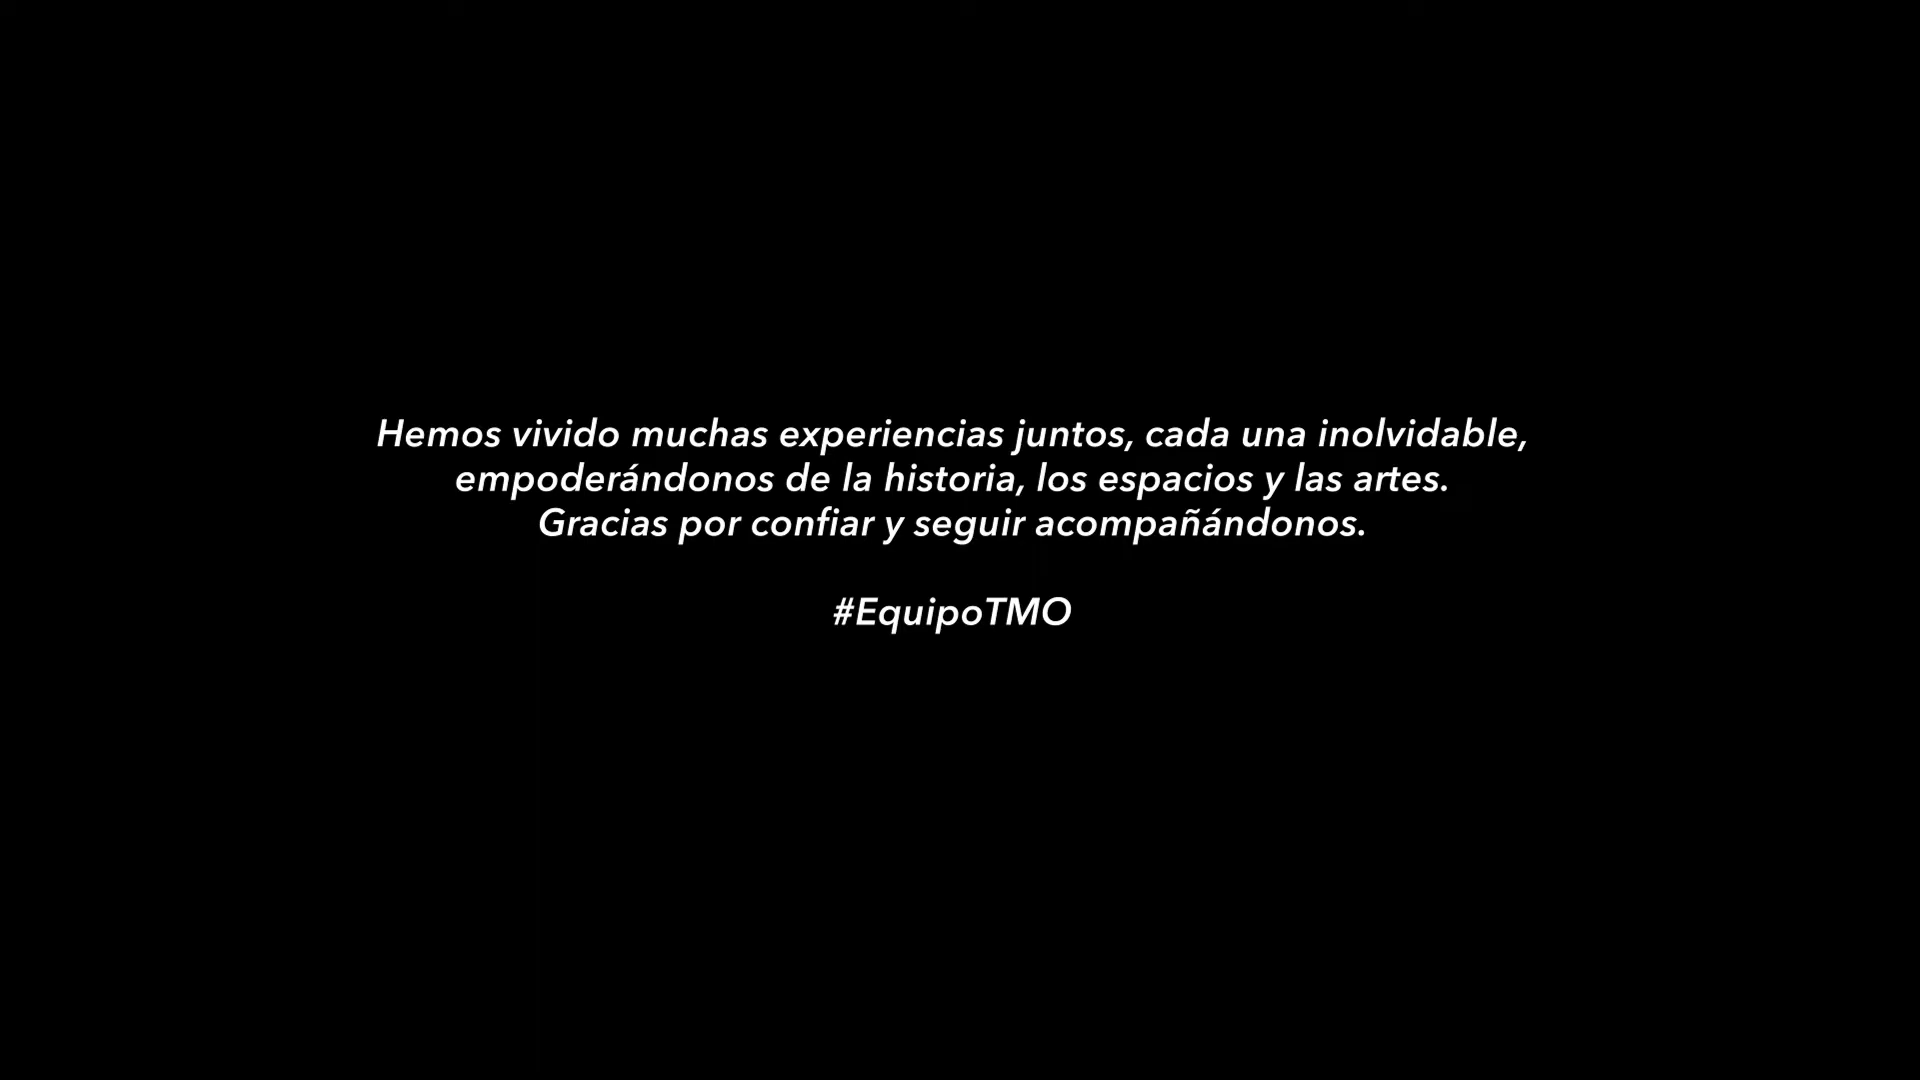 Hemos vivido muchas experiencias juntos, cada una inolvidable,
empoderándonos de la historia, los espacios y las artes.
Gracias por confiar y seguir acompañándonos.
#EquipoTMO